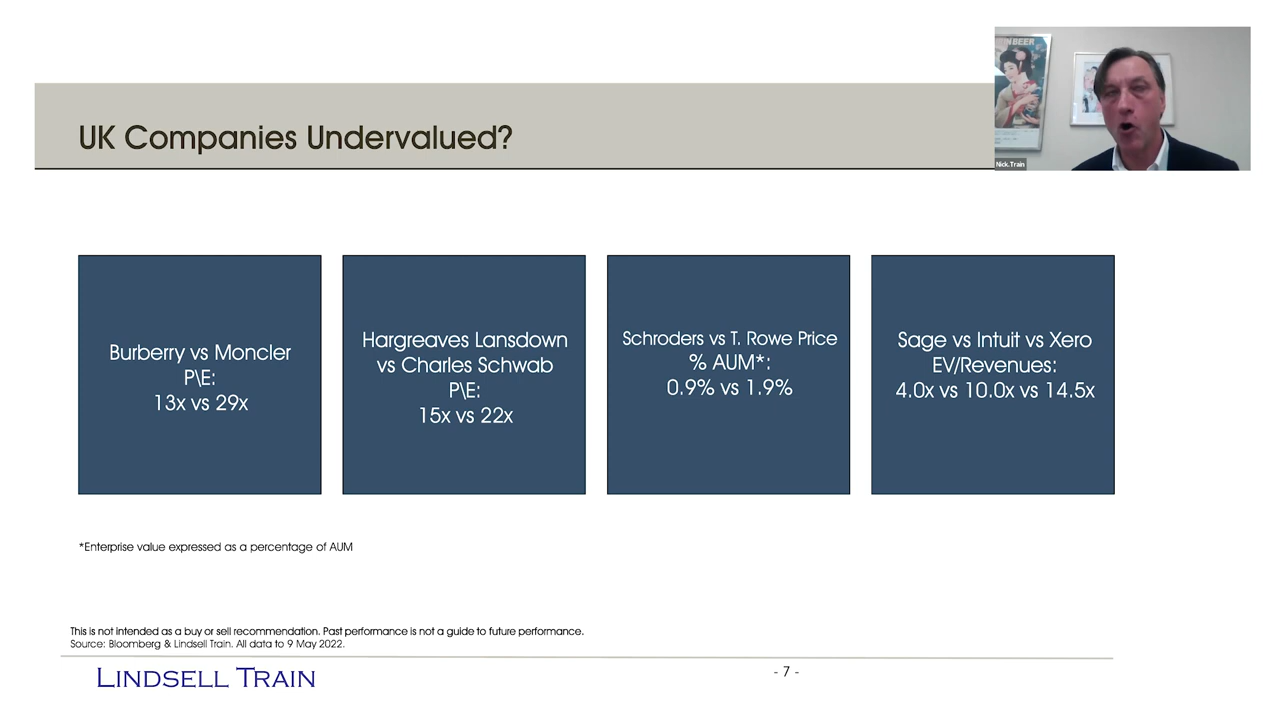 NBEER
Nick.Train
UK Companies Undervalued?
Burberry vs Moncler
P\E:
13x vs 29x
Hargreaves Lansdown
vs Charles Schwab
P\E:
15x vs 22x
Schroders vs T. Rowe Price
% AUM*:
0.9% vs 1.9%
Sage vs Intuit vs Xero
EV/Revenues:
4.0x vs 10.0x vs 14.5x
*Enterprise value expressed as a percentage of AUM
This is not intended as a buy or sell recommendation. Past performance is not a guide to future performance.
Source: Bloomberg & Lindsell Train. All data to 9 May 2022.
LINDSELL TRAIN
- 7 -